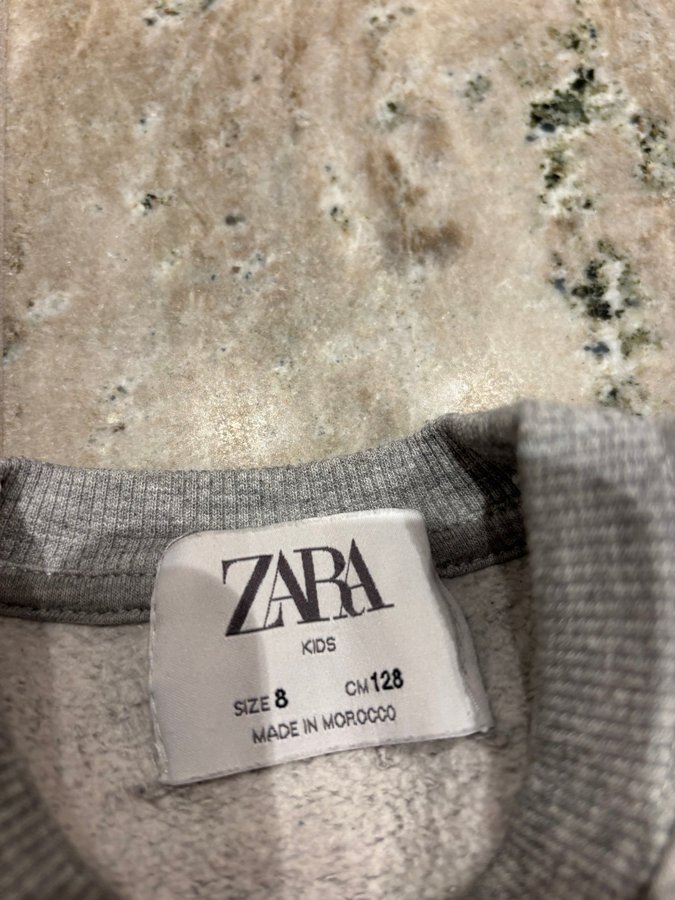 ZARA
KIDS
SIZE 8 CM 128
MADE IN MOROCCO